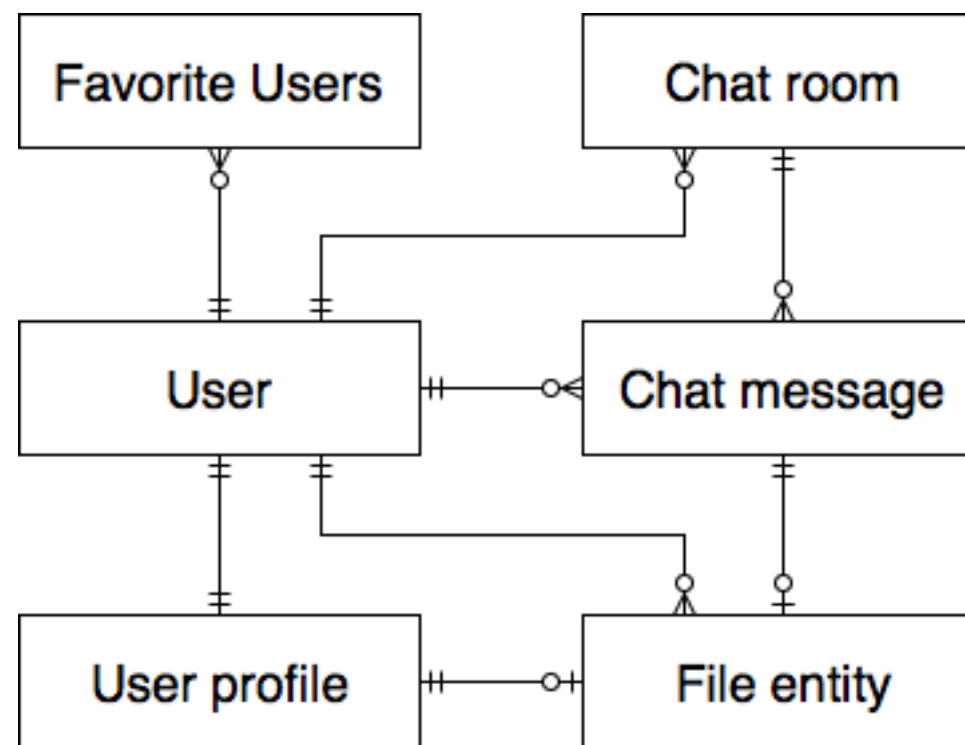 Favorite Users
Chat room
User
Chat message
User profile
File entity